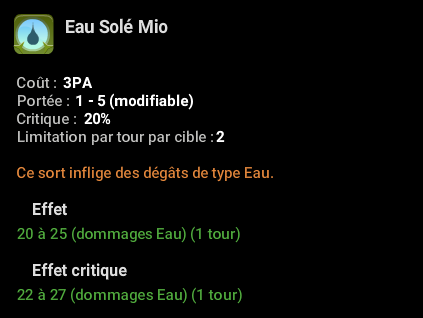 Eau Solé Mio
Coût : 3PA
Portée : 1 - 5 (modifiable)
Critique : 20%
Limitation par tour par cible : 2
Ce sort inflige des dégâts de type Eau.
Effet
20 à 25 (dommages Eau) (1 tour)
Effet critique
22 à 27 (dommages Eau) (1 tour)